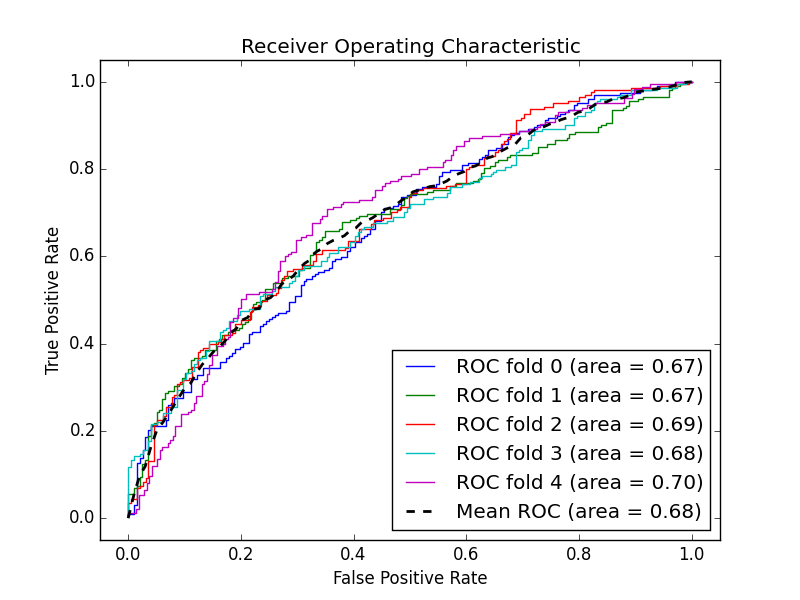 Receiver Operating Characteristic
True Positive Rate
1.0
0.8
0.6
0.4
0.2
0.0
ROC fold 0 (area = 0.67)
ROC fold 1 (area = 0.67)
ROC fold 2 (area = 0.69)
ROC fold 3 (area = 0.68)
ROC fold 4 (area = 0.70)
Mean ROC (area = 0.68)
0.0 0.2 0.4 0.6 0.8 1.0
False Positive Rate